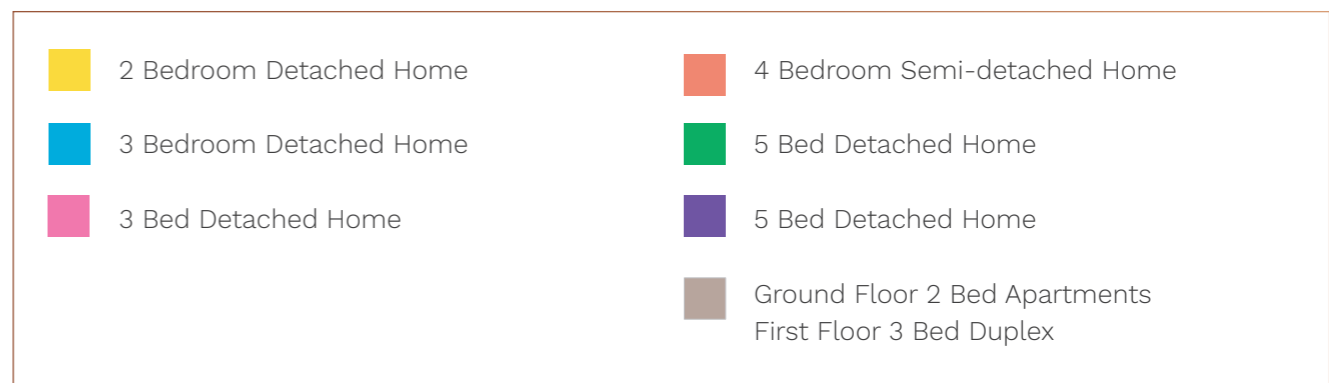 2 Bedroom Detached Home
3 Bedroom Detached Home
3 Bed Detached Home
4 Bedroom Semi-detached Home
5 Bed Detached Home
5 Bed Detached Home
Ground Floor 2 Bed Apartments
First Floor 3 Bed Duplex